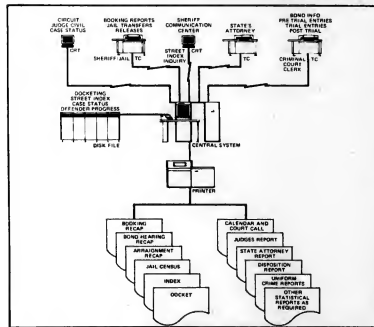 CIRCUIT
JUDGE CIVIL
CASE STATUS
CRT
BOOKING REPORTS
JAIL TRANSFERS
RELEASES
SHERIFF/JAIL
TC
SHERIFF
COMMUNICATION
CENTER
CRT
STREET
INDEX
INQUIRY
STATE'S
ATTORNEY
TC
BOND INFO
PRE TRIAL ENTRIES
TRIAL ENTRIES
POST TRIAL
CRIMINAL
COURT
CLERK
TC
DOCKETING
STREET INDEX
CASE STATUS
OFFENDER PROGRESS
DISK FILE
CENTRAL SYSTEM
PRINTER
BOOKING
RECAP
BOND HEARING
RECAP
ARRAIGNMENT
RECAP
JAIL CENSUS
INDEX
DOCKET
CALENDAR AND
COURT CALL
JUDGES REPORT
STATE ATTORNEY
REPORT
DISPOSITION
REPORT
UNIFORM
CRIME REPORTS
OTHER
STATISTICAL
REPORTS AS
REQUIRED